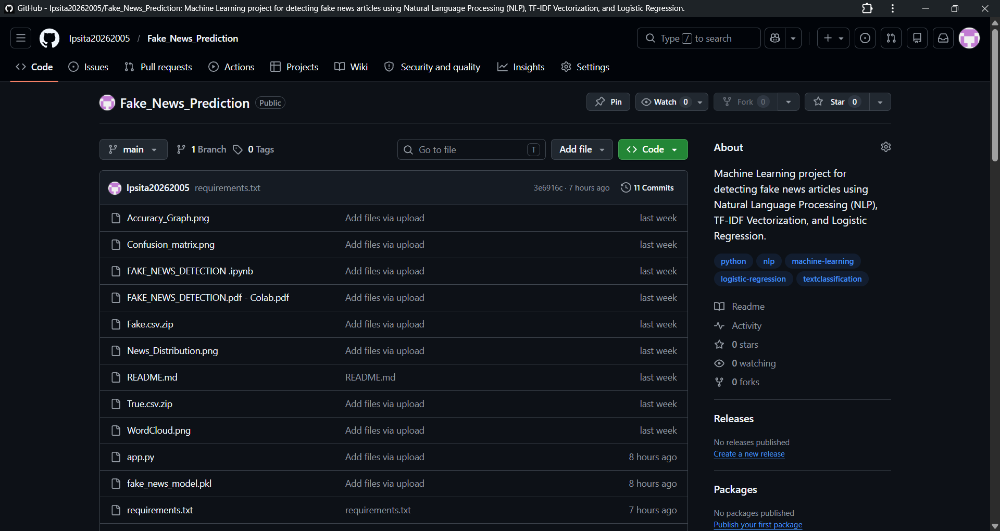 GitHub - Ipsita20262005/Fake_News_Prediction: Machine Learning project for detecting fake news articles using Natural Language Processing (NLP), TF-IDF Vectorization, and Logistic Regression.
Ipsita20262005 / Fake_News_Prediction
Type / to search
Code Issues Pull requests Actions Projects Wiki Security and quality Insights Settings
Fake_News_Prediction Public
Pin Watch 0 Fork 0 Star 0
main 1 Branch 0 Tags Go to file T Add file Code
Ipsita20262005 requirements.txt 3e6916c · 7 hours ago 11 Commits
Accuracy_Graph.png Add files via upload last week
Confusion_matrix.png Add files via upload last week
FAKE_NEWS_DETECTION .ipynb Add files via upload last week
FAKE_NEWS_DETECTION.pdf - Colab.pdf Add files via upload last week
Fake.csv.zip Add files via upload last week
News_Distribution.png Add files via upload last week
README.md README.md last week
True.csv.zip Add files via upload last week
WordCloud.png Add files via upload last week
app.py Add files via upload 8 hours ago
fake_news_model.pkl Add files via upload 8 hours ago
requirements.txt requirements.txt 7 hours ago
About
Machine Learning project for
detecting fake news articles using
Natural Language Processing (NLP),
TF-IDF Vectorization, and Logistic
Regression.
python nlp machine-learning
logistic-regression textclassification
Readme
Activity
0 stars
0 watching
0 forks
Releases
No releases published
Create a new release
Packages
No packages published
Publish your first package